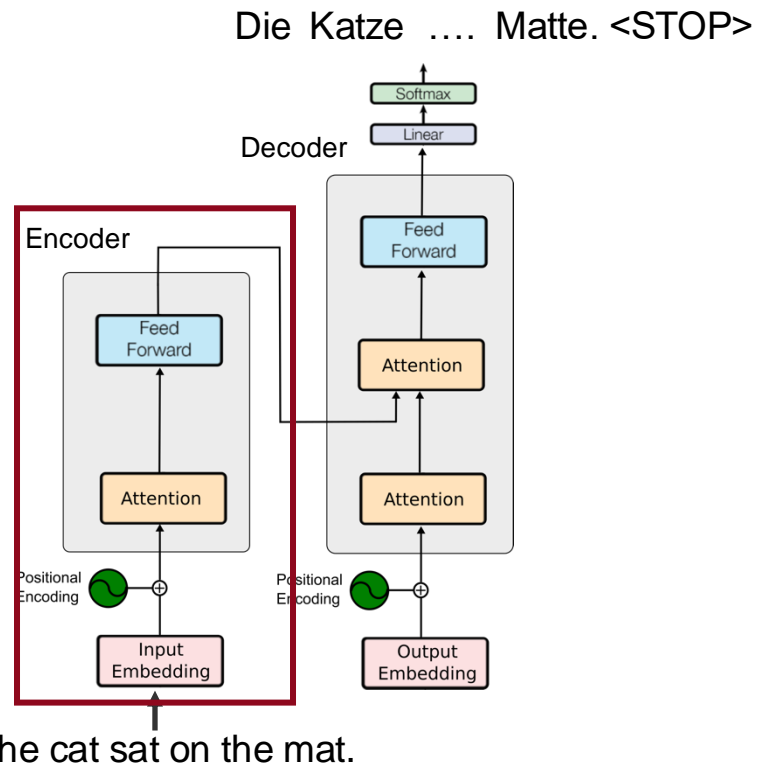 Die Katze …. Matte. <STOP>
Softmax
Linear
Decoder
Encoder
Feed
Forward
Feed
Forward
Attention
Attention
Attention
Positional
Encoding
Positional
Encoding
Input
Embedding
Output
Embedding
he cat sat on the mat.